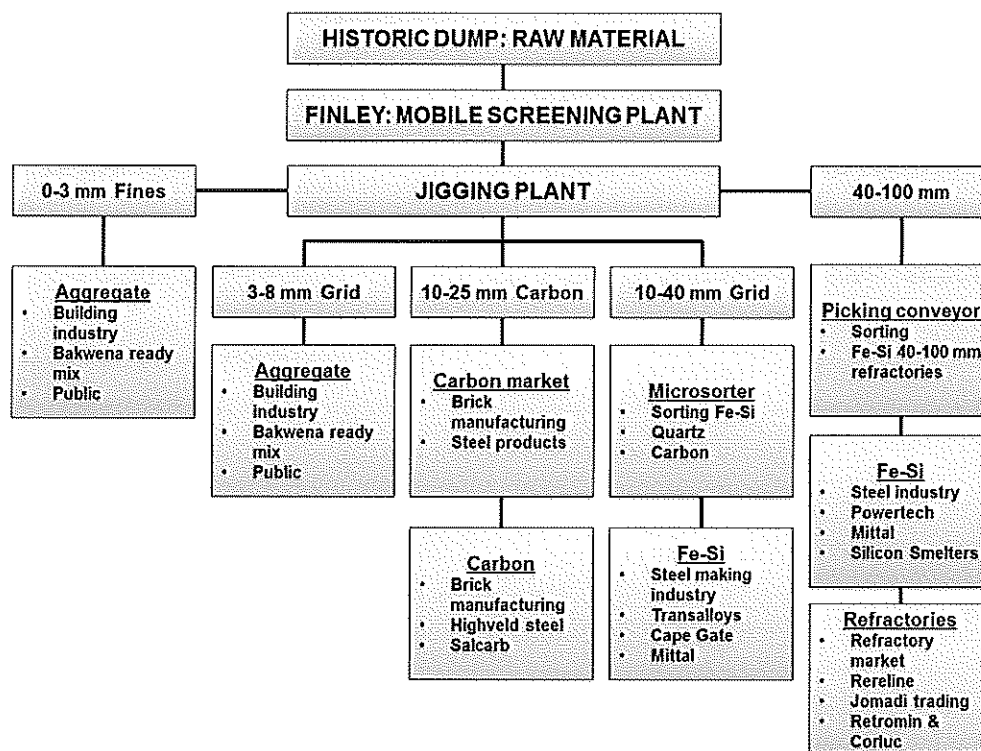 HISTORIC DUMP: RAW MATERIAL
FINLEY: MOBILE SCREENING PLANT
0-3 mm Fines
JIGGING PLANT
40-100 mm
Aggregate
• Building
industry
• Bakwena ready
mix
• Public
3-8 mm Grid
Aggregate
• Building
industry
• Bakwena ready
mix
• Public
10-25 mm Carbon
Carbon market
• Brick
manufacturing
• Steel products
Carbon
• Brick
manufacturing
• Highveld steel
• Salcarb
10-40 mm Grid
Microsorter
• Sorting Fe-Si
• Quartz
• Carbon
Fe-Si
• Steel making
industry
• Transalloys
• Cape Gate
• Mittal
Picking conveyor
• Sorting
• Fe-Si 40-100 mm
refractories
Fe-Si
• Steel industry
• Powertech
• Mittal
• Silicon Smelters
Refractories
• Refractory
market
• Rereline
• Jomadi trading
• Retromin &
Corluc